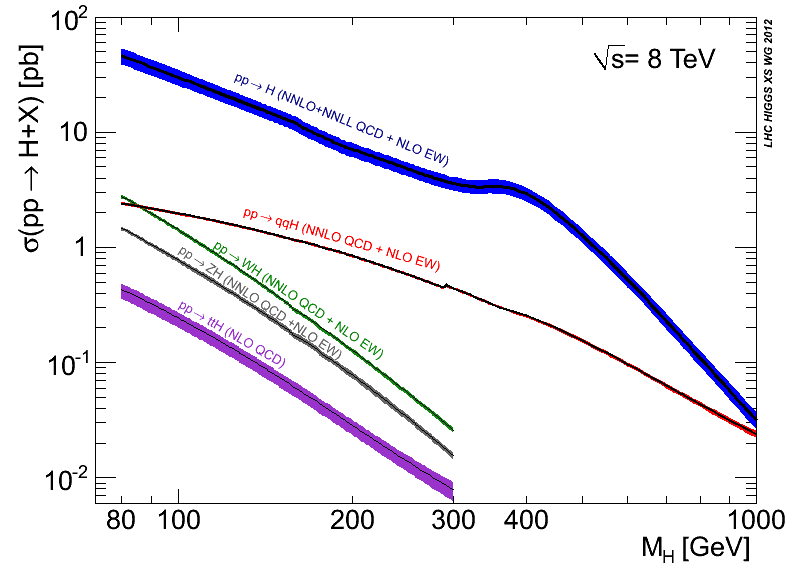 10²
√s= 8 TeV
LHC HIGGS XS WG 2012
σ(pp → H+X) [pb]
pp → H (NNLO+NNLL QCD + NLO EW)
10
pp → qqH (NNLO QCD + NLO EW)
1
pp → WH (NNLO QCD + NLO EW)
pp → ZH (NNLO QCD +NLO EW)
pp → ttH (NLO QCD)
10⁻¹
10⁻²
80 100 200 300 400 1000
M_H [GeV]